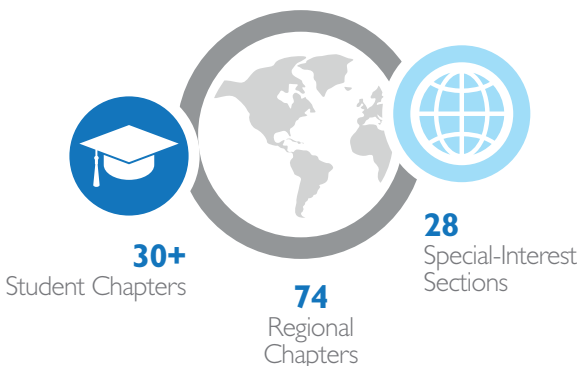 30+
Student Chapters
74
Regional
Chapters
28
Special-Interest
Sections